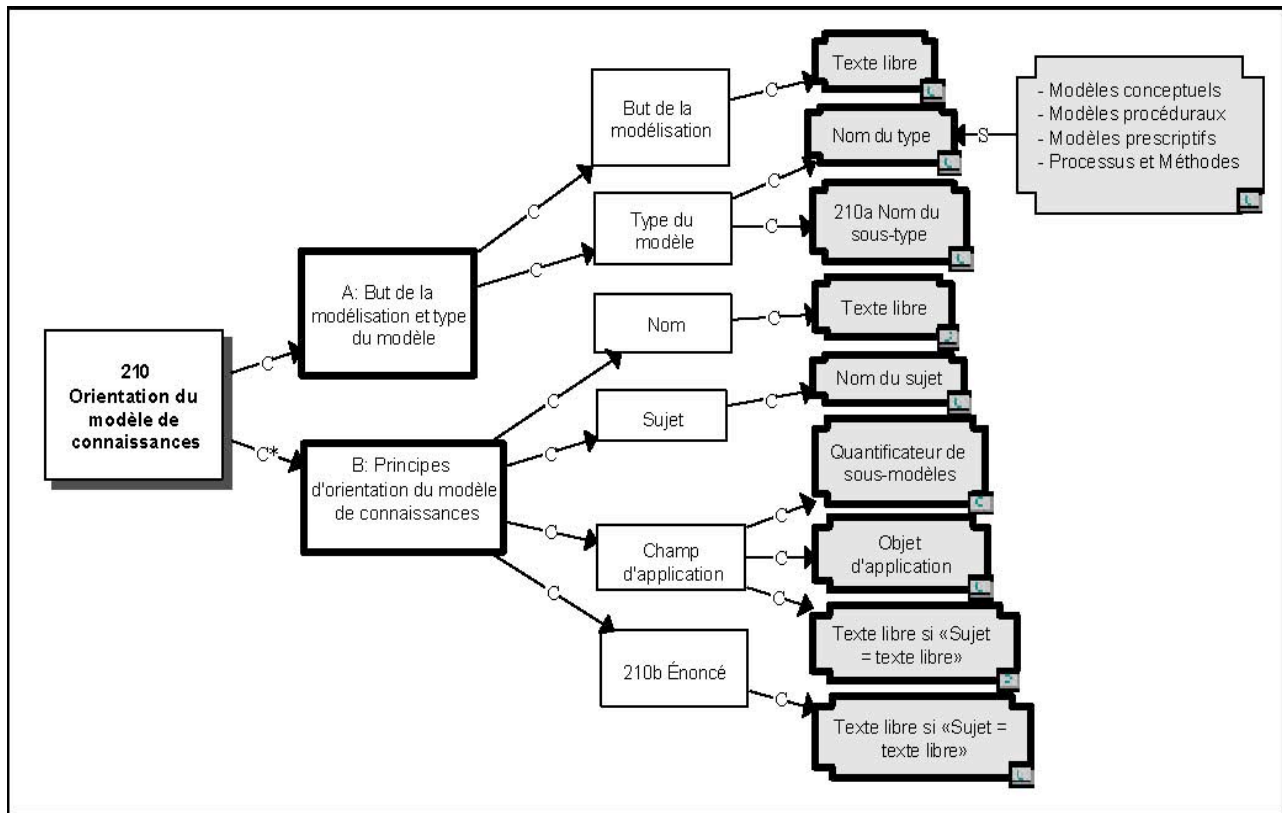 210
Orientation du
modèle de
connaissances
C
C*
A: But de la
modélisation et type
du modèle
B: Principes
d'orientation du modèle
de connaissances
C
C
C
C
C
C
But de la
modélisation
Type du
modèle
Nom
Sujet
Champ
d'application
210b Énoncé
C
C
C
C
C
C
C
C
C
Texte libre
Nom du type
210a Nom du
sous-type
Texte libre
Nom du sujet
Quantificateur de
sous-modèles
Objet
d'application
Texte libre si «Sujet
= texte libre»
Texte libre si «Sujet =
texte libre»
S
- Modèles conceptuels
- Modèles procéduraux
- Modèles prescriptifs
- Processus et Méthodes